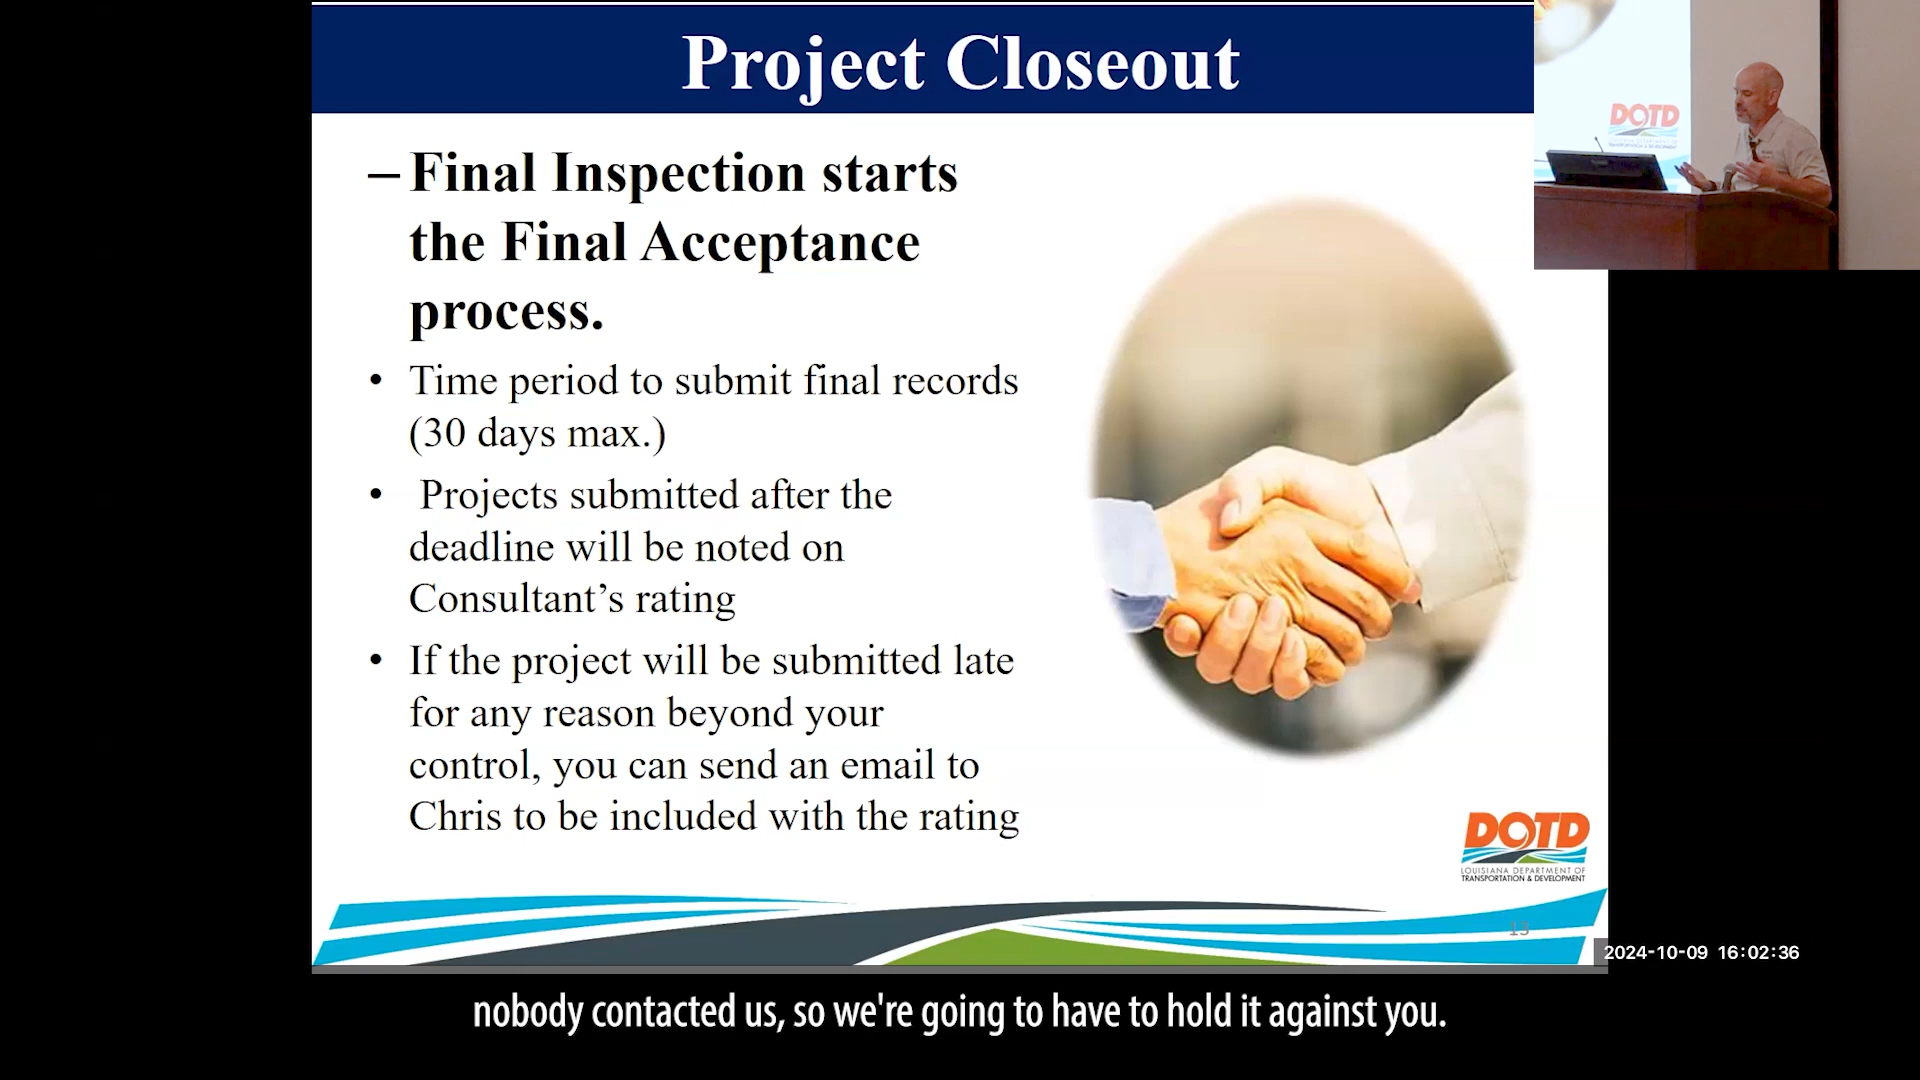 Project Closeout
– Final Inspection starts
the Final Acceptance
process.
• Time period to submit final records
(30 days max.)
• Projects submitted after the
deadline will be noted on
Consultant’s rating
• If the project will be submitted late
for any reason beyond your
control, you can send an email to
Chris to be included with the rating
DOTD
DOTD
LOUISIANA DEPARTMENT OF
TRANSPORTATION & DEVELOPMENT
13
2024-10-09 16:02:36
nobody contacted us, so we're going to have to hold it against you.